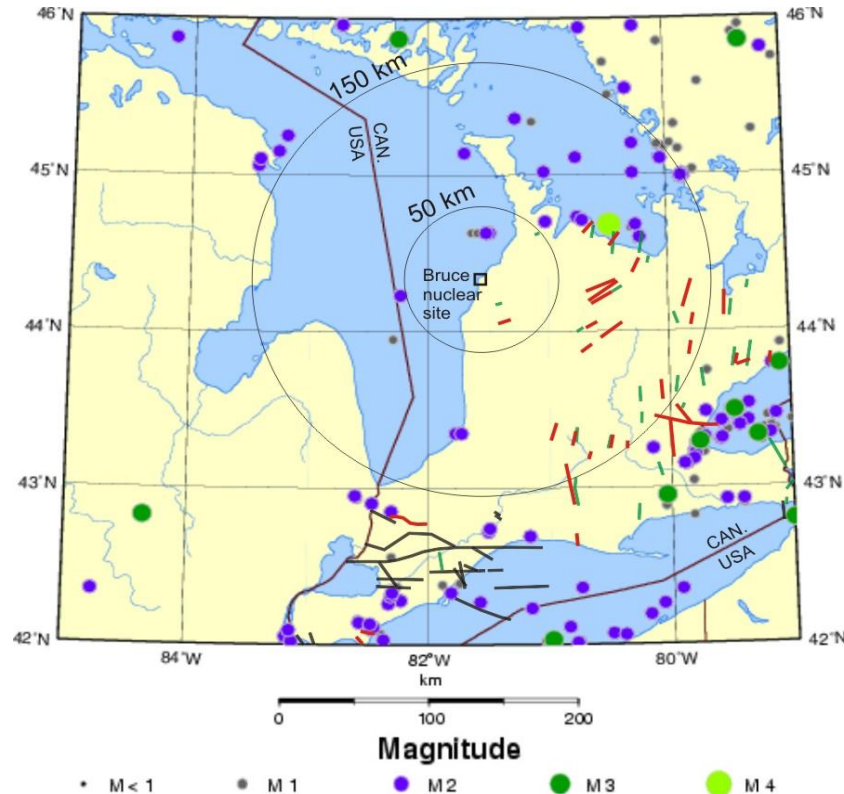 46°N
46°N
150 km
CAN.
USA
45°N
45°N
50 km
Bruce
nuclear
site
44°N
44°N
43°N
43°N
CAN.
USA
42°N
42°N
84°W
82°W
80°W
km
0
100
200
Magnitude
M < 1
M 1
M 2
M 3
M 4